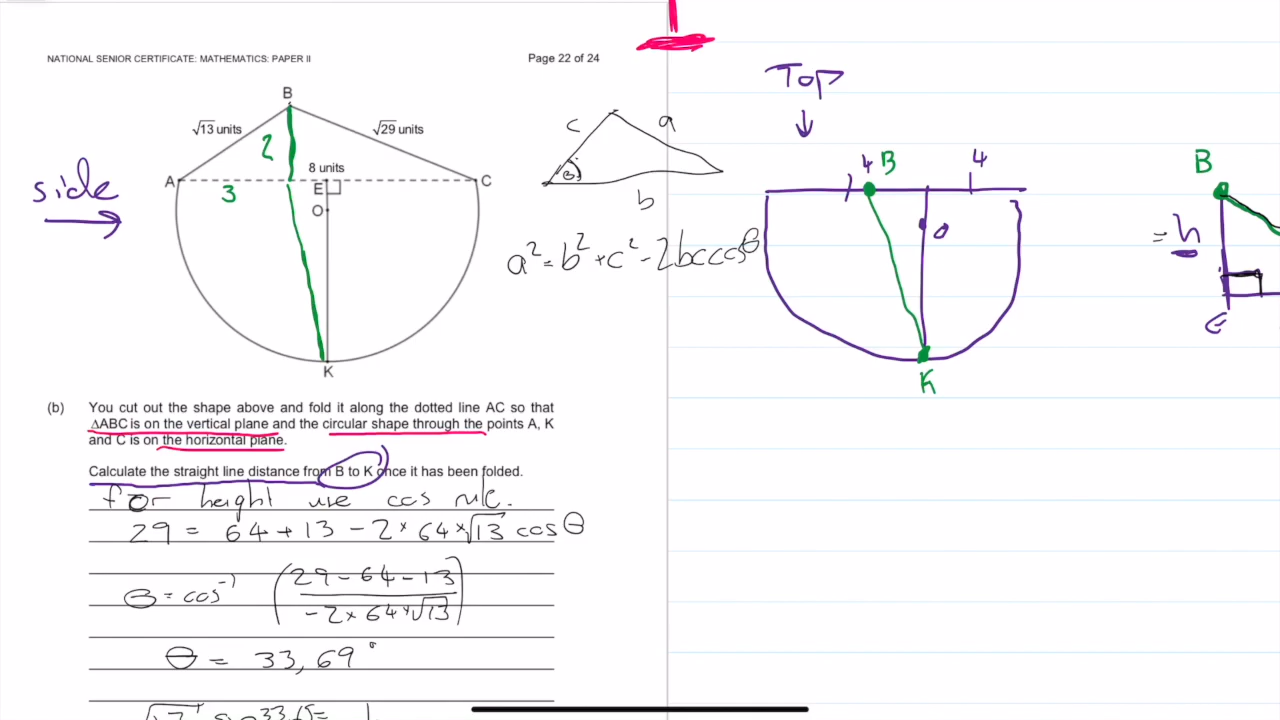 NATIONAL SENIOR CERTIFICATE: MATHEMATICS: PAPER II
Page 22 of 24
B
√13 units
√29 units
2
8 units
A
E
C
3
O
K
side
c
a
θ
b
a² = b² + c² - 2bc cos θ
Top
4
B
4
O
K
B
= h
E
(b) You cut out the shape above and fold it along the dotted line AC so that
ΔABC is on the vertical plane and the circular shape through the points A, K
and C is on the horizontal plane.
Calculate the straight line distance from B to K once it has been folded.
for height use cos rule.
29 = 64 + 13 - 2 × 64 × √13 cos θ
θ = cos⁻¹ (29 - 64 - 13 / -2 × 64 × √13)
θ = 33,69°